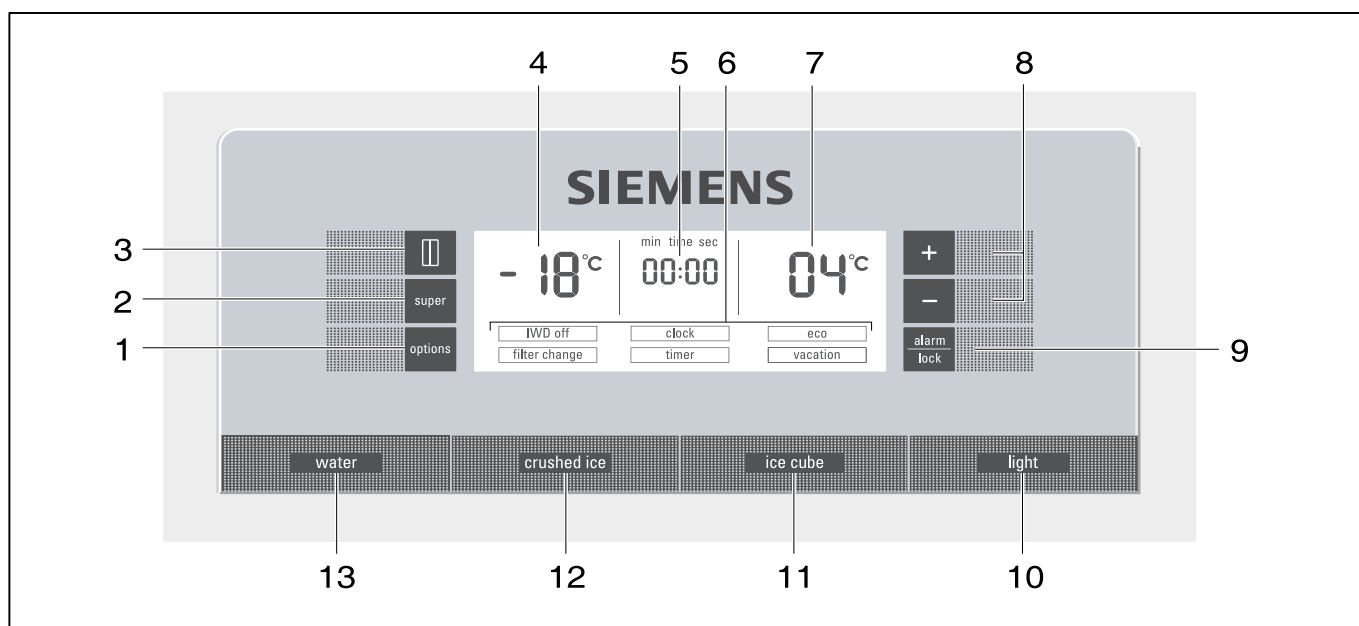 4 5 6 7 8
SIEMENS
3
min time sec
+
- 18°C 00:00 04°C
2 super
−
IWD off clock eco
1 options
alarm
lock
9
filter change timer vacation
water crushed ice ice cube light
13 12 11 10